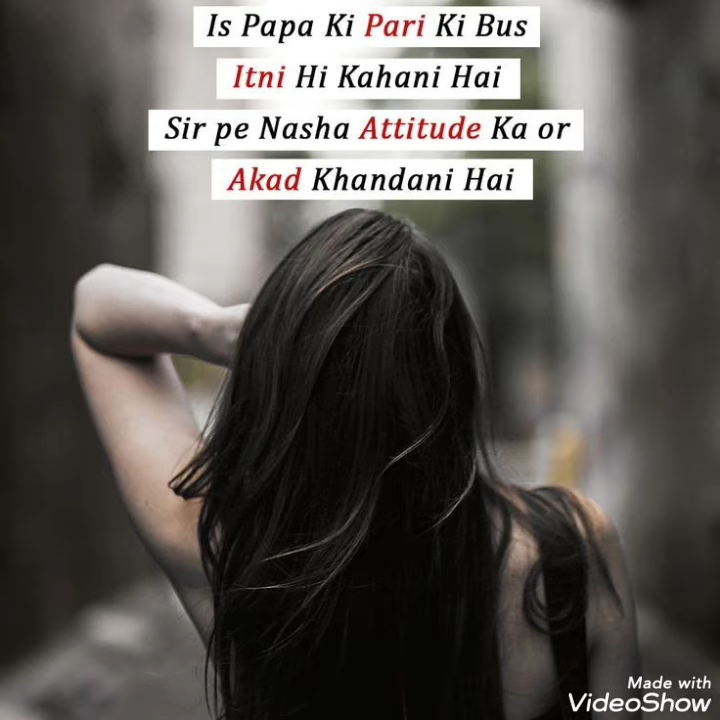 Is Papa Ki Pari Ki Bus
Itni Hi Kahani Hai
Sir pe Nasha Attitude Ka or
Akad Khandani Hai
Made with
VideoShow